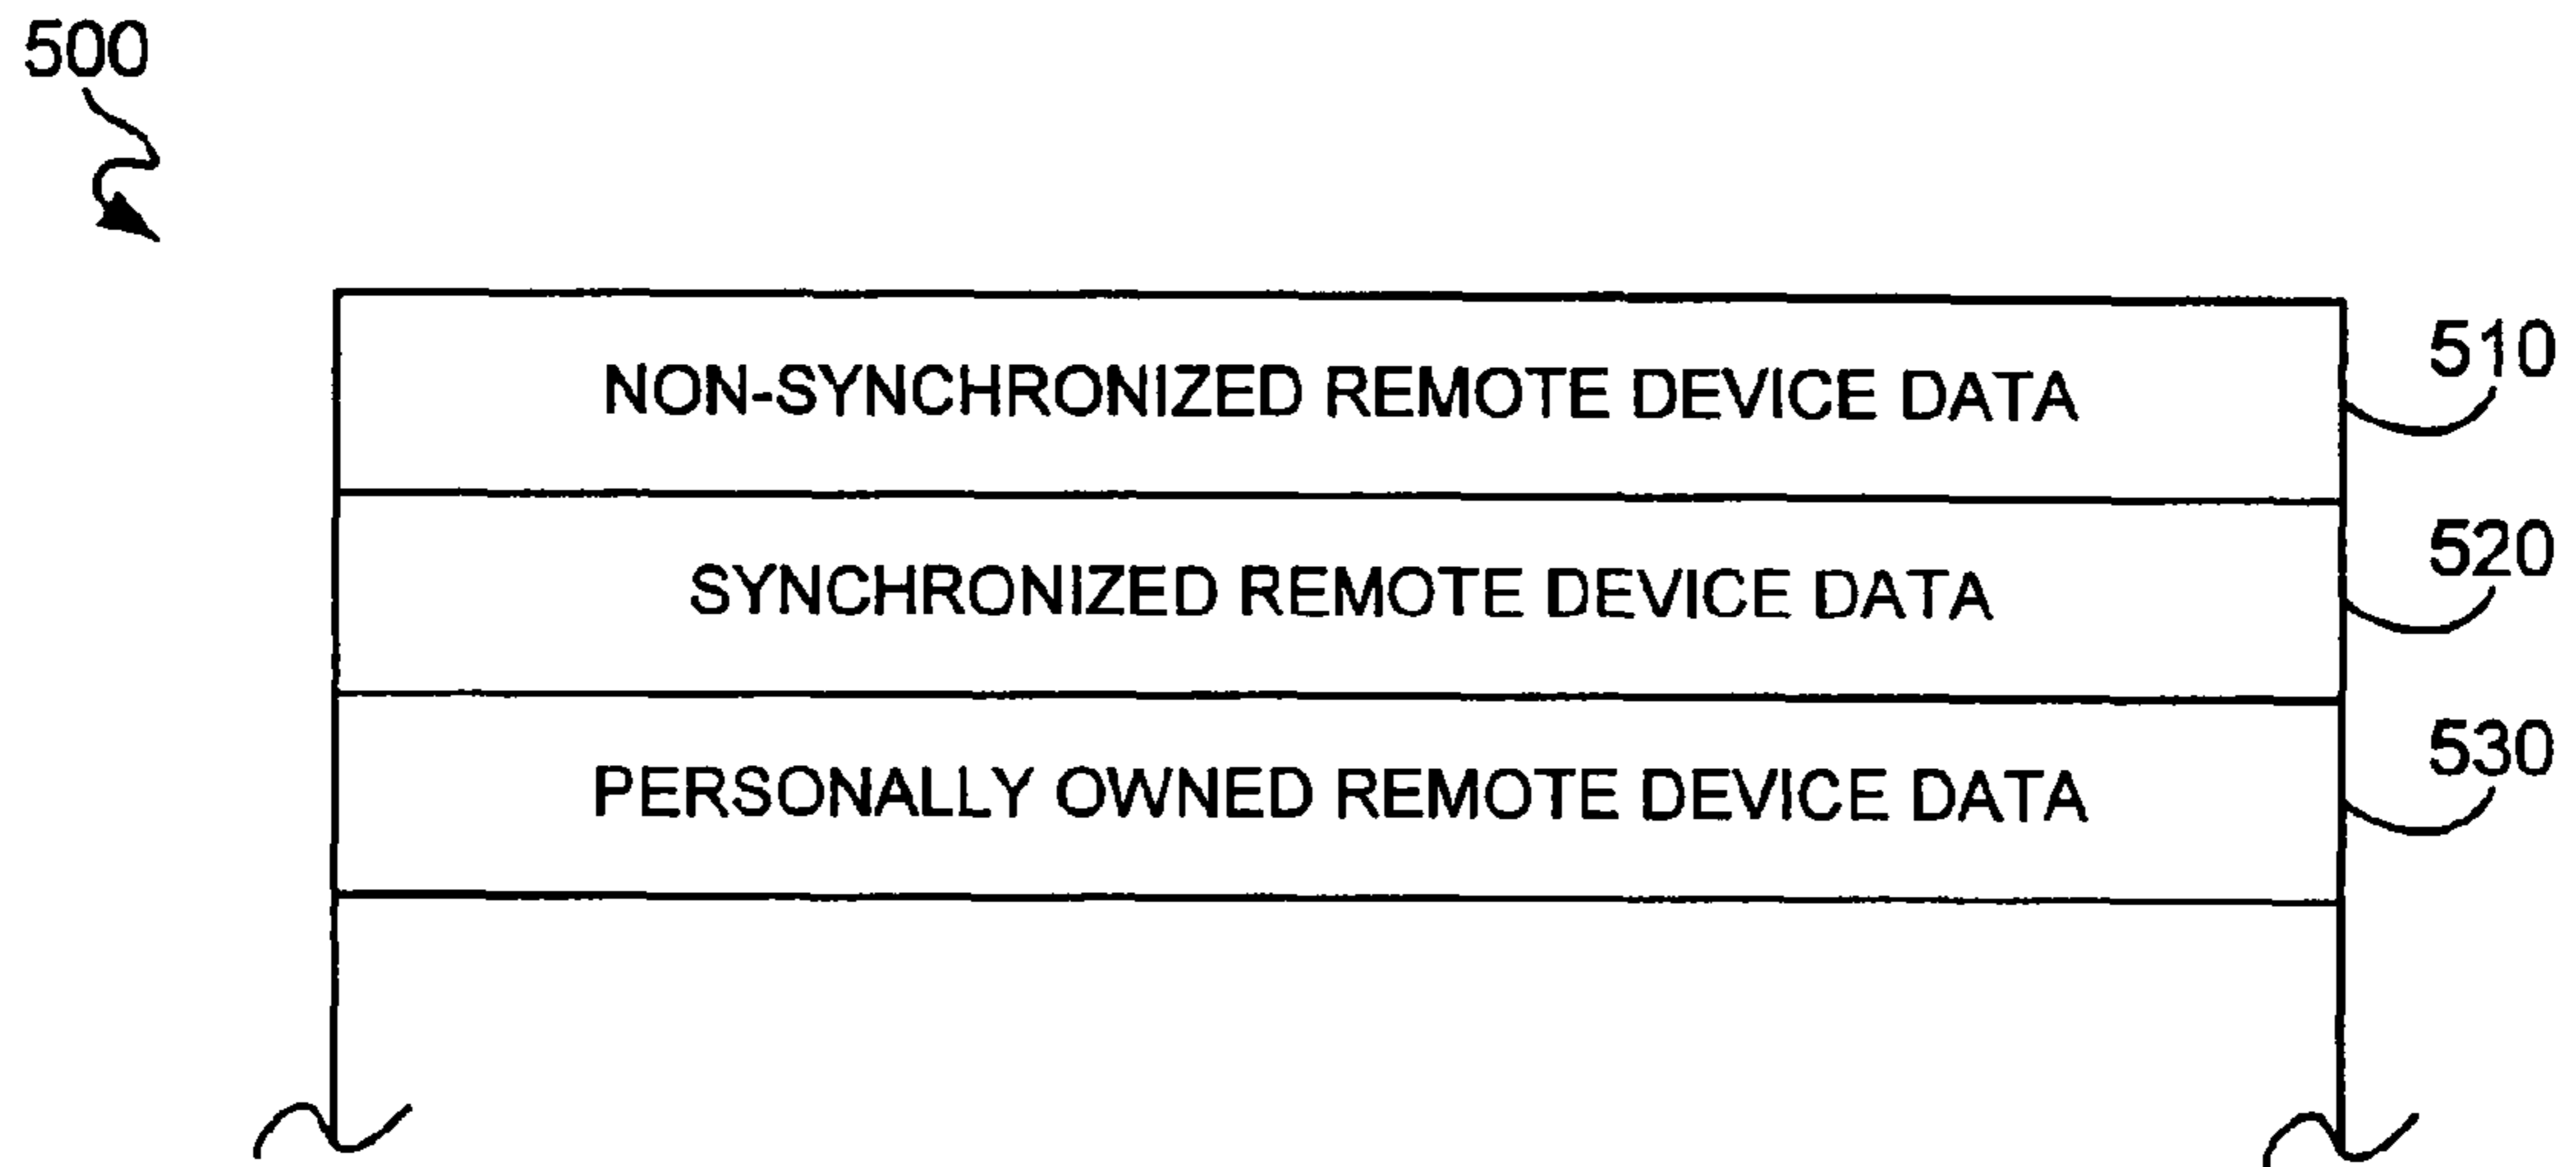 500
NON-SYNCHRONIZED REMOTE DEVICE DATA
510
SYNCHRONIZED REMOTE DEVICE DATA
520
PERSONALLY OWNED REMOTE DEVICE DATA
530